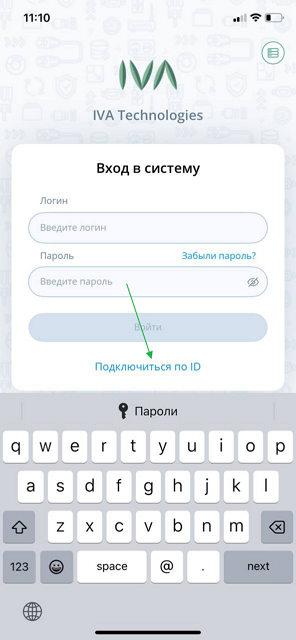 11:10
IVA
IVA Technologies
Вход в систему
Логин
Введите логин
Пароль
Забыли пароль?
Введите пароль
Войти
Подключиться по ID
Пароли
q w e r t y u i o p
a s d f g h j k l
z x c v b n m
123 space @ . next